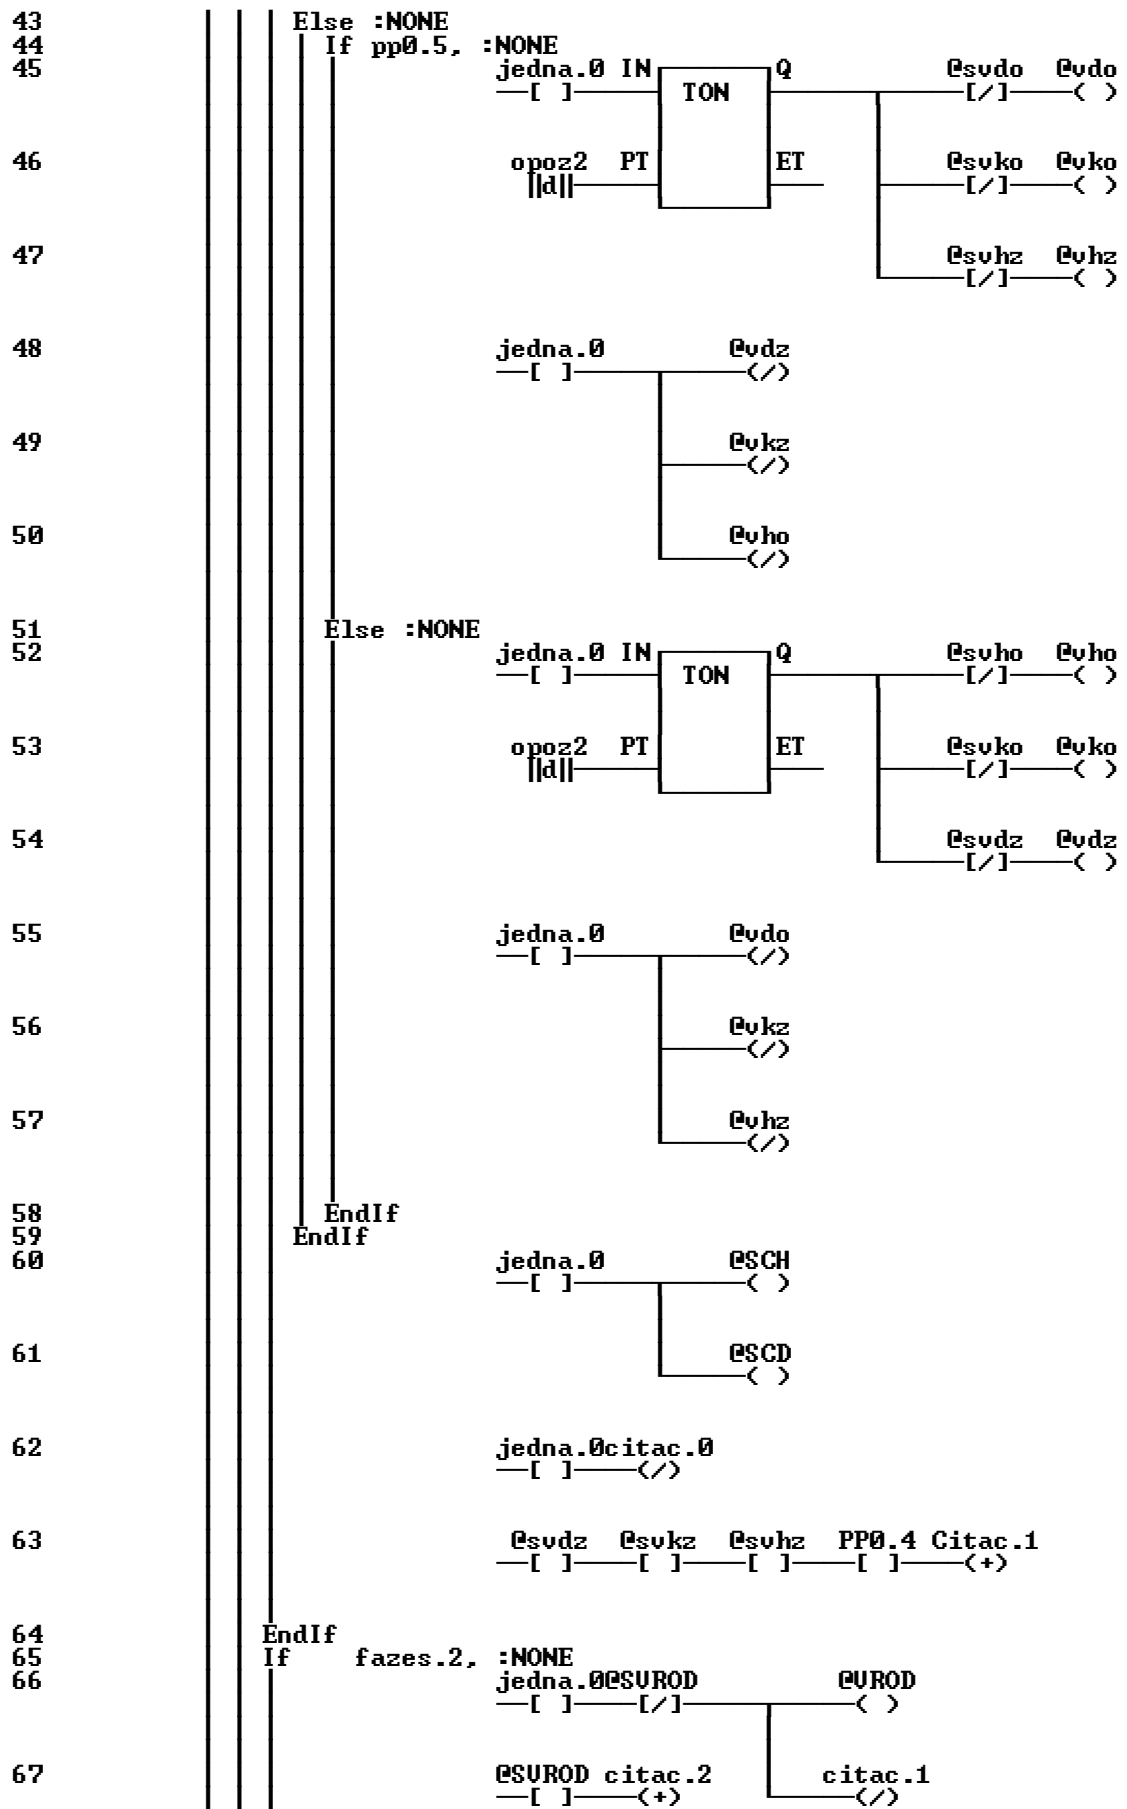 43 Else :NONE
44 If pp0.5, :NONE
45 jedna.0 IN Q @svdo @vdo
—[ ]— TON —[/]—( )
46 opoz2 PT ET @svko @vko
||d||— —[/]—( )
47 @svhz @vhz
—[/]—( )
48 jedna.0 @vdz
—[ ]— —(/)
49 @vkz
—(/)
50 @vho
—(/)
51 Else :NONE
52 jedna.0 IN Q @svho @vho
—[ ]— TON —[/]—( )
53 opoz2 PT ET @svko @vko
||d||— —[/]—( )
54 @svdz @vdz
—[/]—( )
55 jedna.0 @vdo
—[ ]— —(/)
56 @vkz
—(/)
57 @vhz
—(/)
58 EndIf
59 EndIf
60 jedna.0 @SCH
—[ ]— —( )
61 @SCD
—( )
62 jedna.0citac.0
—[ ]—(/)
63 @svdz @svkz @svhz PP0.4 Citac.1
—[ ]—[ ]—[ ]—[ ]—(+)
64 EndIf
65 If fazes.2, :NONE
66 jedna.0@SVROD @VROD
—[ ]—[/]— —( )
67 @SVROD citac.2 citac.1
—[ ]—(+) —(/)